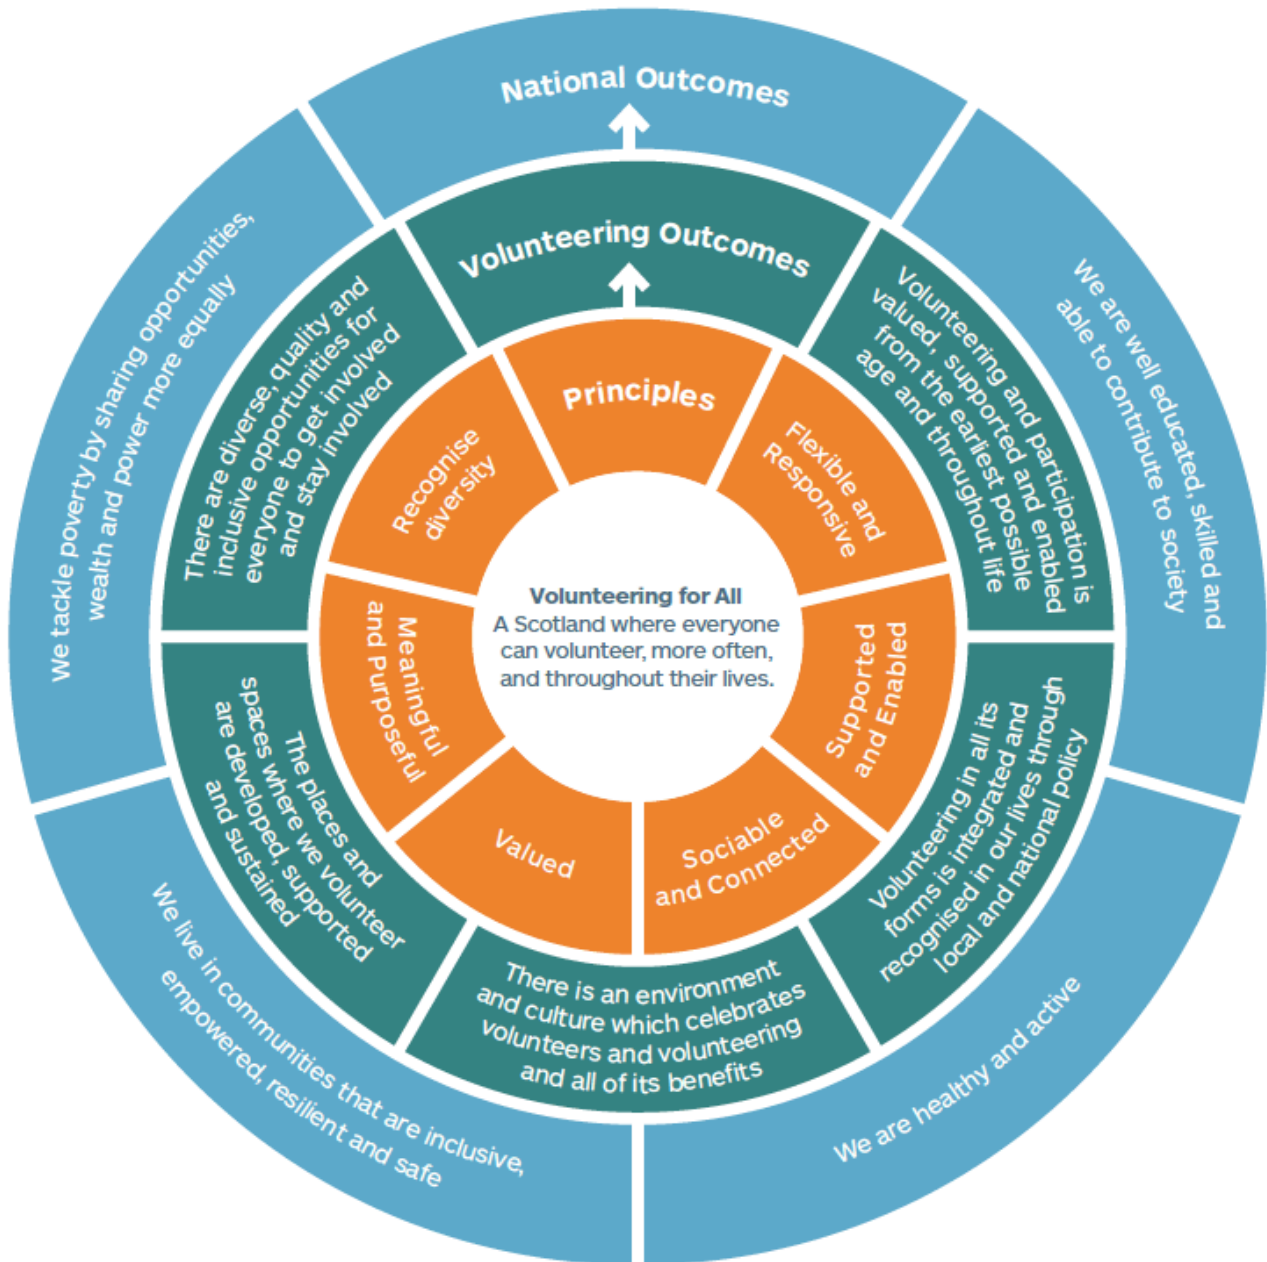 National Outcomes
We are well educated, skilled and
able to contribute to society
We are healthy and active
We live in communities that are inclusive,
empowered, resilient and safe
We tackle poverty by sharing opportunities,
wealth and power more equally
Volunteering Outcomes
Volunteering and participation is
valued, supported and enabled
from the earliest possible
age and throughout life
Volunteering in all its
forms is integrated and
recognised in our lives through
local and national policy
There is an environment
and culture which celebrates
volunteers and volunteering
and all of its benefits
The places and
spaces where we volunteer
are developed, supported
and sustained
There are diverse, quality and
inclusive opportunities for
everyone to get involved
and stay involved
Principles
Flexible and
Responsive
Supported
and Enabled
Sociable
and Connected
Valued
Meaningful
and Purposeful
Recognise
diversity
Volunteering for All
A Scotland where everyone
can volunteer, more often,
and throughout their lives.